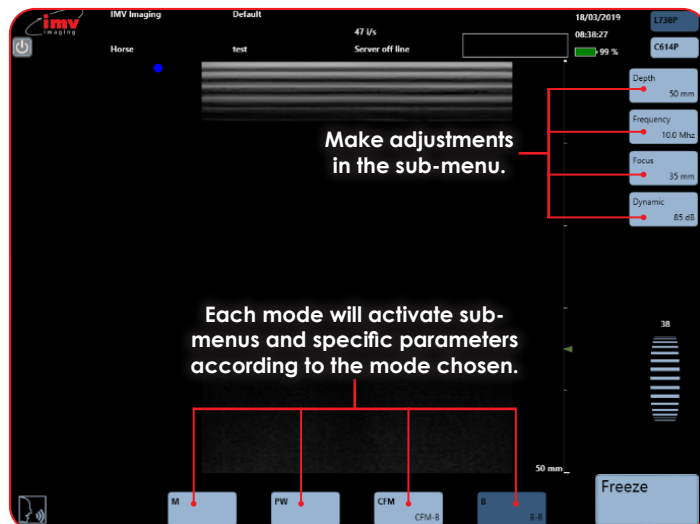 imv
imaging
IMV Imaging
Default
47 i/s
18/03/2019
08:38:27
99 %
Horse
test
Server off line
L738P
C614P
Depth
50 mm
Frequency
10.0 Mhz
Focus
35 mm
Dynamic
85 dB
Make adjustments
in the sub-menu.
Each mode will activate sub-
menus and specific parameters
according to the mode chosen.
38
50 mm
M
PW
CFM
CFM-B
B
B-B
Freeze